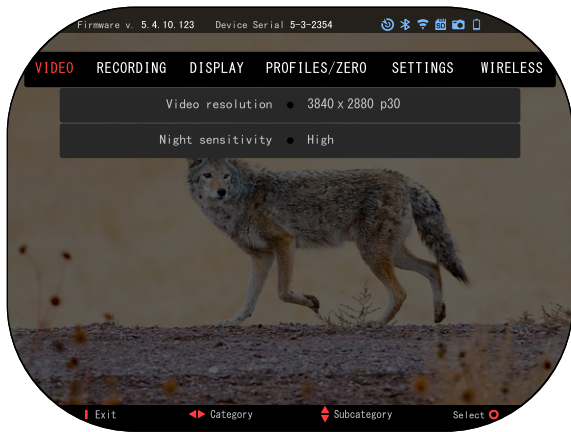 Firmware v. 5.4.10.123 Device Serial 5-3-2354 SD
VIDEO RECORDING DISPLAY PROFILES/ZERO SETTINGS WIRELESS
Video resolution 3840 x 2880 p30
Night sensitivity High
Exit Category Subcategory Select